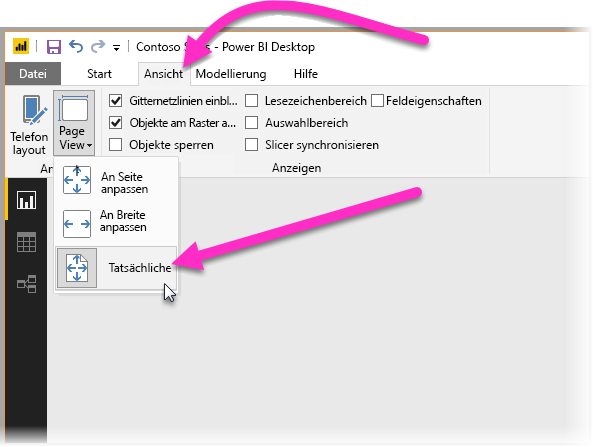 Contoso S s - Power BI Desktop
Datei Start Ansicht Modellierung Hilfe
Telefon
layout
Page
View
Gitternetzlinien einbl...
Objekte am Raster a...
Objekte sperren
Lesezeichenbereich
Auswahlbereich
Slicer synchronisieren
Feldeigenschaften
An
Anzeigen
An Seite
anpassen
An Breite
anpassen
Tatsächliche